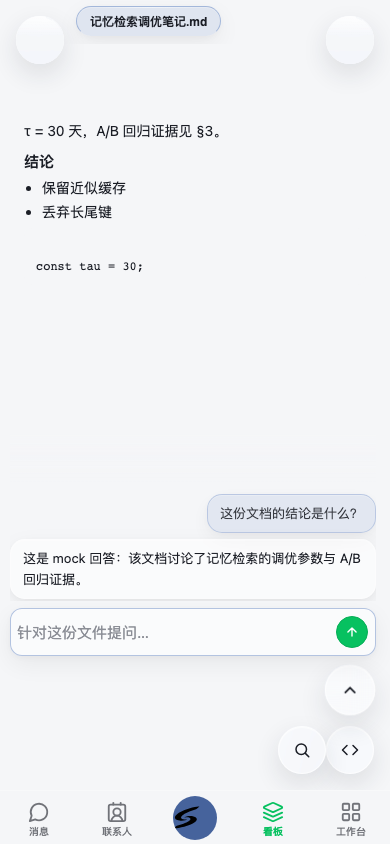 记忆检索调优笔记.md
τ = 30 天，A/B 回归证据见 §3。
结论
• 保留近似缓存
• 丢弃长尾键
const tau = 30;
这份文档的结论是什么？
这是 mock 回答：该文档讨论了记忆检索的调优参数与 A/B
回归证据。
针对这份文件提问...
消息
联系人
看板
工作台